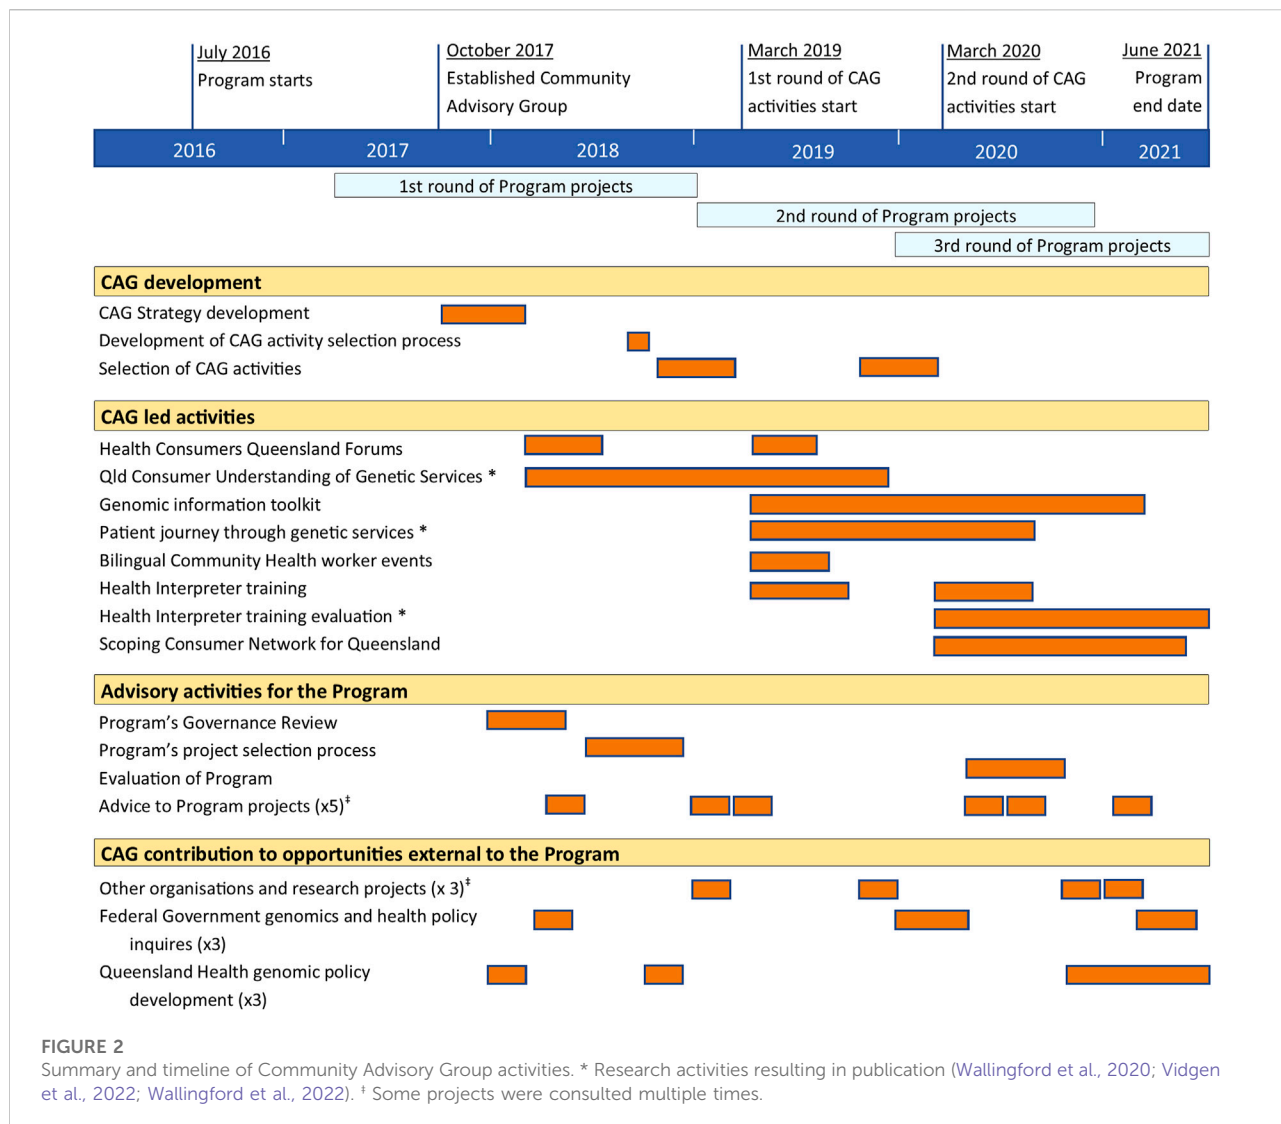 July 2016
Program starts
October 2017
Established Community
Advisory Group
March 2019
1st round of CAG
activities start
March 2020
2nd round of CAG
activities start
June 2021
Program
end date
2016
2017
2018
2019
2020
2021
1st round of Program projects
2nd round of Program projects
3rd round of Program projects
CAG development
CAG Strategy development
Development of CAG activity selection process
Selection of CAG activities
CAG led activities
Health Consumers Queensland Forums
Qld Consumer Understanding of Genetic Services *
Genomic information toolkit
Patient journey through genetic services *
Bilingual Community Health worker events
Health Interpreter training
Health Interpreter training evaluation *
Scoping Consumer Network for Queensland
Advisory activities for the Program
Program’s Governance Review
Program’s project selection process
Evaluation of Program
Advice to Program projects (x5)‡
CAG contribution to opportunities external to the Program
Other organisations and research projects (x 3)‡
Federal Government genomics and health policy
inquires (x3)
Queensland Health genomic policy
development (x3)
FIGURE 2
Summary and timeline of Community Advisory Group activities. * Research activities resulting in publication (Wallingford et al., 2020; Vidgen
et al., 2022; Wallingford et al., 2022). ‡ Some projects were consulted multiple times.